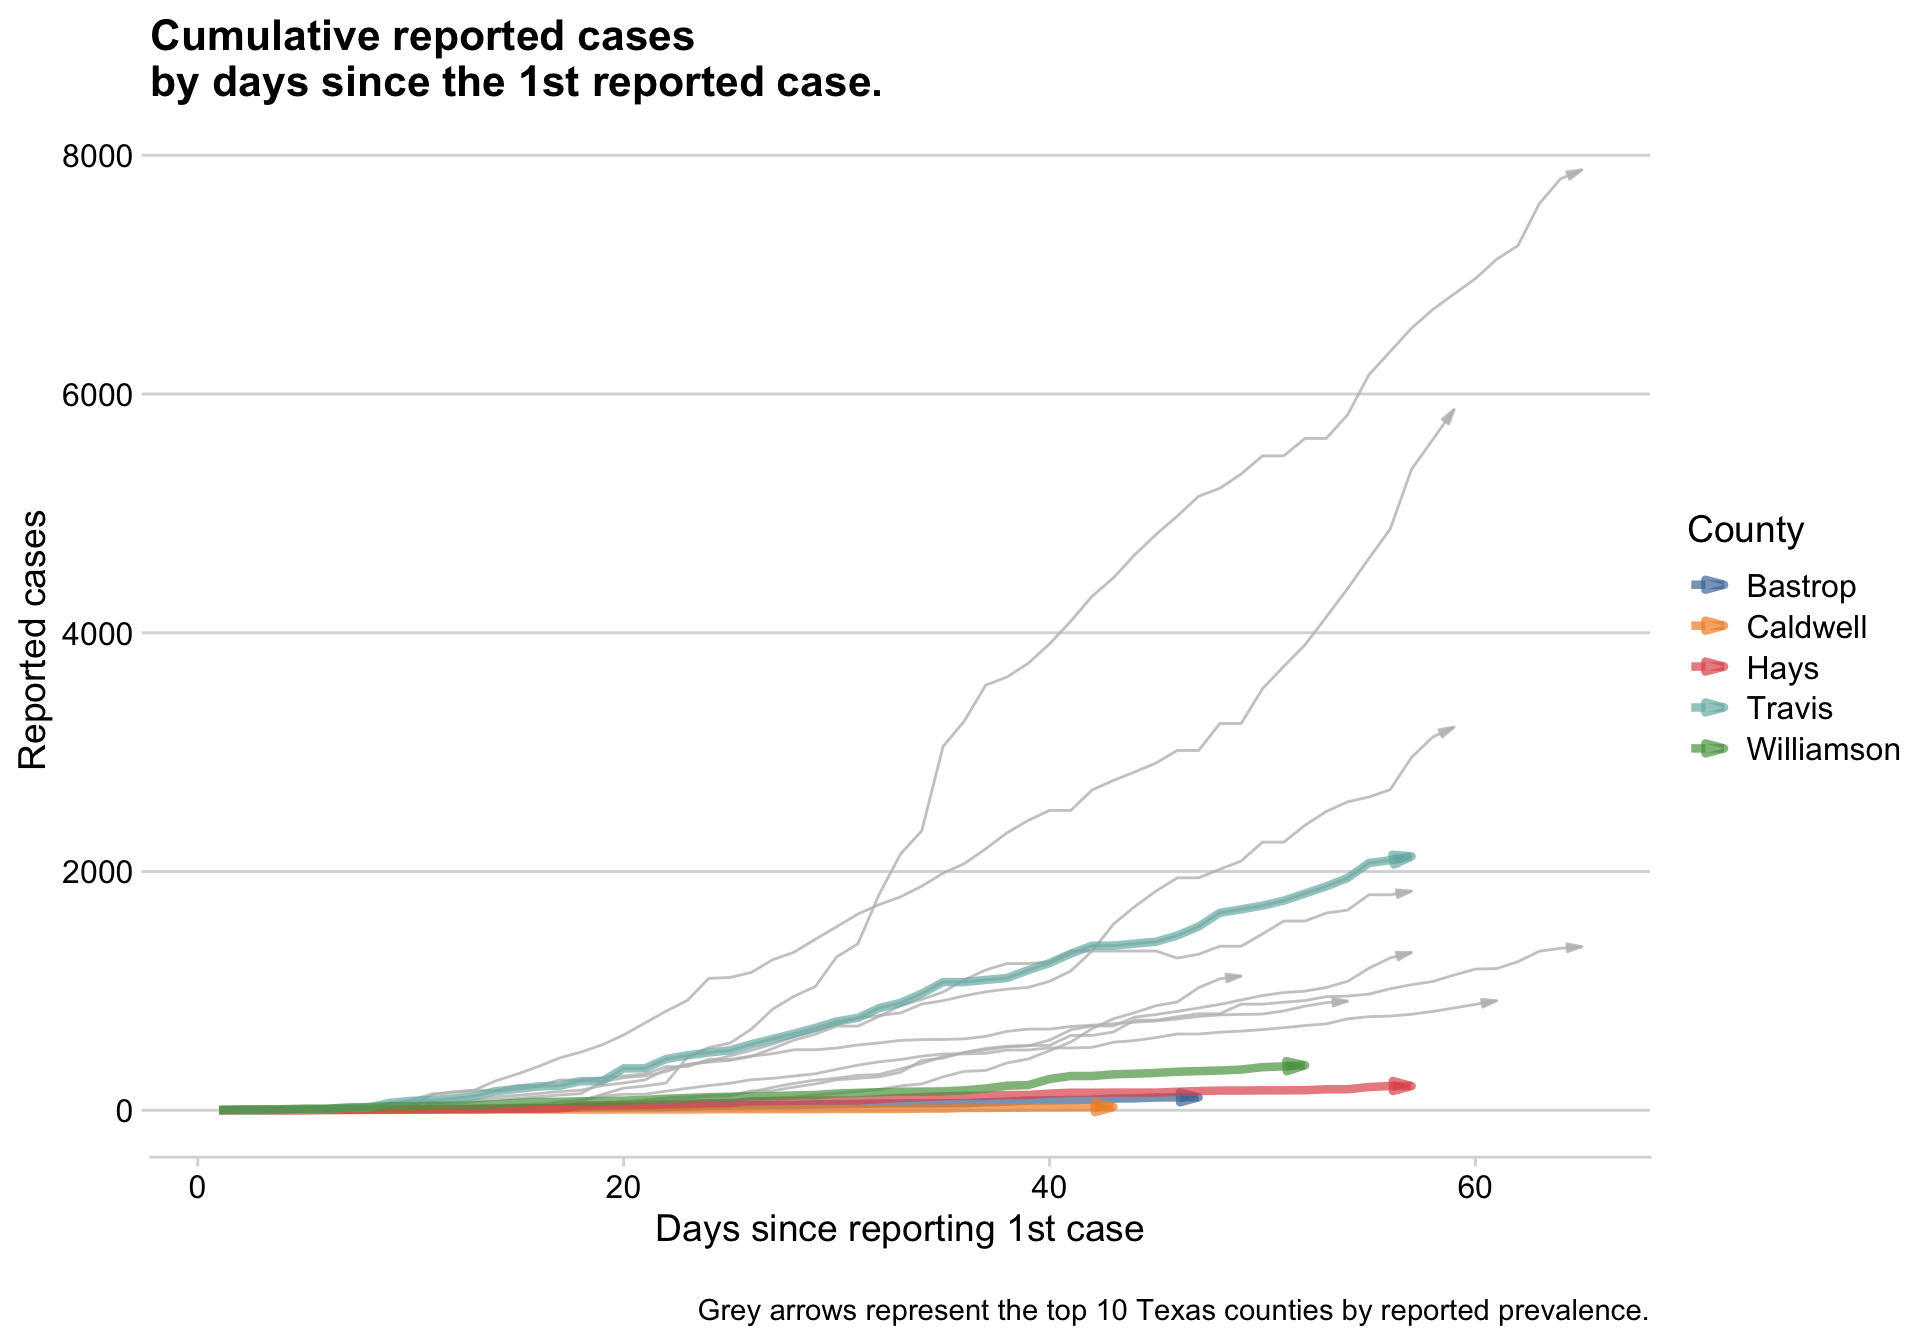 Cumulative reported cases
by days since the 1st reported case.
8000
6000
4000
2000
0
Reported cases
0 20 40 60
Days since reporting 1st case
County
Bastrop
Caldwell
Hays
Travis
Williamson
Grey arrows represent the top 10 Texas counties by reported prevalence.